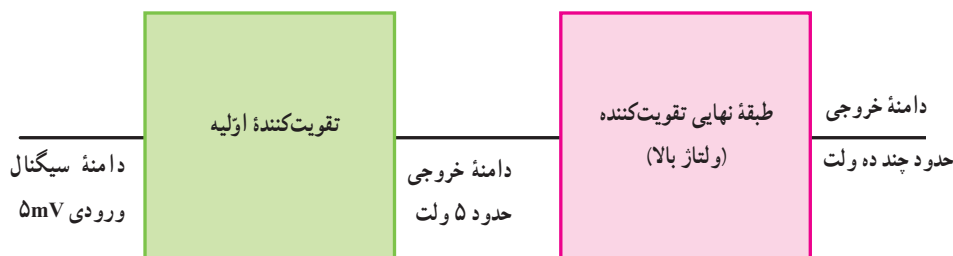 دامنهٔ سیگنال
ورودی ۵mV
تقویت‌کنندهٔ اوّلیه
دامنهٔ خروجی
حدود ۵ ولت
طبقهٔ نهایی تقویت‌کننده
(ولتاژ بالا)
دامنهٔ خروجی
حدود چند ده ولت